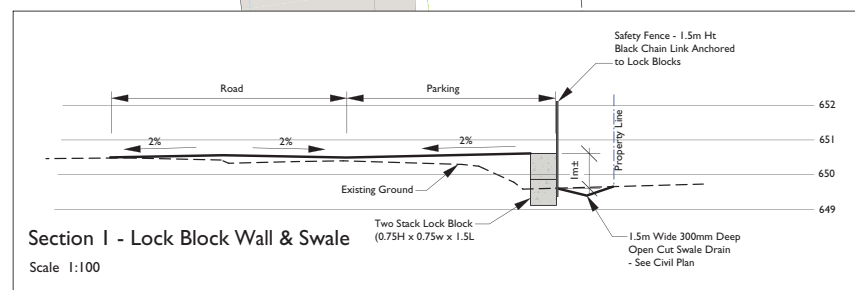 Safety Fence - 1.5m Ht
Black Chain Link Anchored
to Lock Blocks
Road
Parking
652
651
650
649
2%
2%
2%
1m±
Property Line
Existing Ground
Two Stack Lock Block
(0.75H x 0.75w x 1.5L
1.5m Wide 300mm Deep
Open Cut Swale Drain
- See Civil Plan
Section 1 - Lock Block Wall & Swale
Scale 1:100